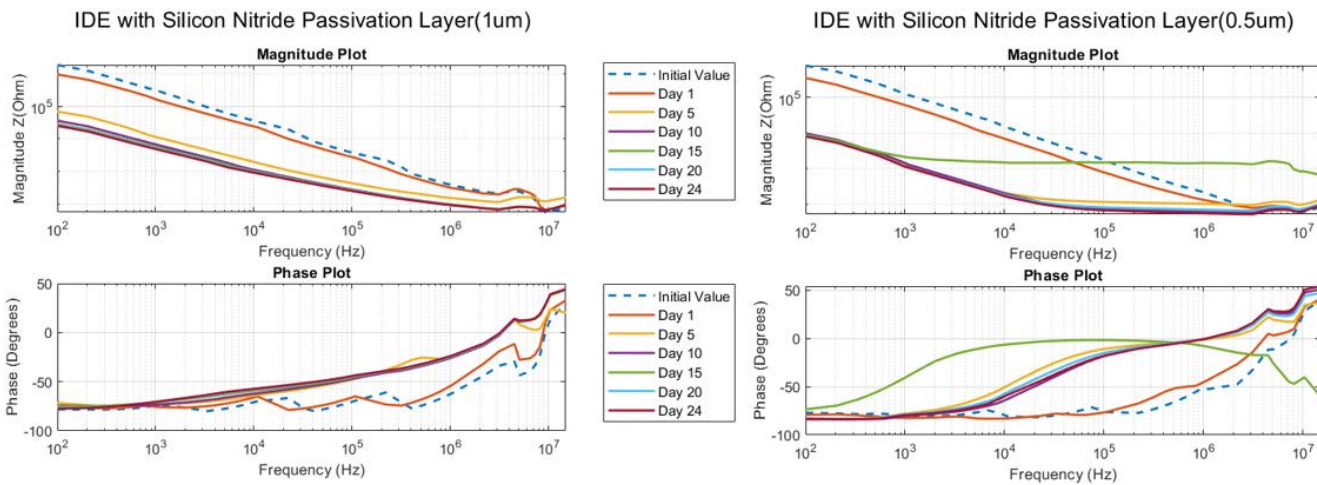 IDE with Silicon Nitride Passivation Layer(1um)
Magnitude Plot
Magnitude Z(Ohm)
10^5
10^2 10^3 10^4 10^5 10^6 10^7
Frequency (Hz)
Initial Value
Day 1
Day 5
Day 10
Day 15
Day 20
Day 24
Phase Plot
Phase (Degrees)
50
0
-50
-100
10^2 10^3 10^4 10^5 10^6 10^7
Frequency (Hz)
Initial Value
Day 1
Day 5
Day 10
Day 15
Day 20
Day 24
IDE with Silicon Nitride Passivation Layer(0.5um)
Magnitude Plot
Magnitude Z(Ohm)
10^5
10^2 10^3 10^4 10^5 10^6 10^7
Frequency (Hz)
Phase Plot
Phase (Degrees)
50
0
-50
-100
10^2 10^3 10^4 10^5 10^6 10^7
Frequency (Hz)